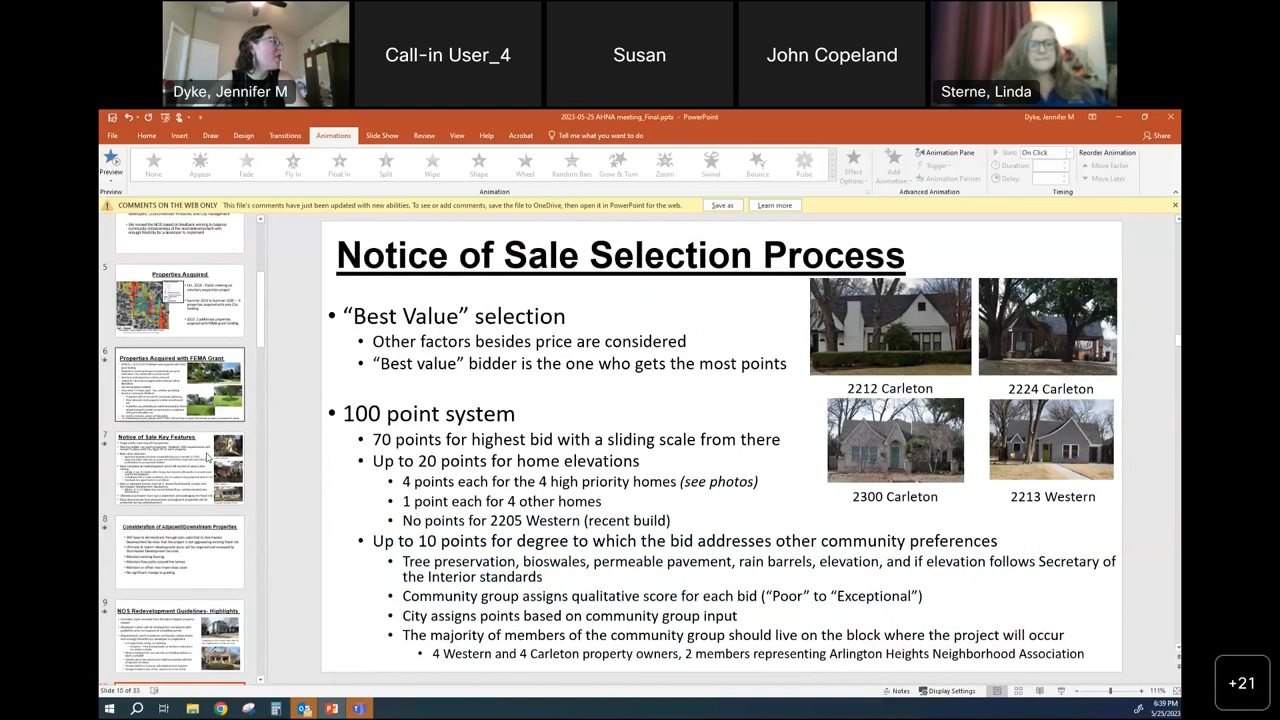 Dyke, Jennifer M
Call-in User_4
Susan
John Copeland
Sterne, Linda
2023-05-25 AHNA meeting_Final.pptx - PowerPoint
Dyke, Jennifer M
File Home Insert Draw Design Transitions Animations Slide Show Review View Help Acrobat Tell me what you want to do Share
Preview
None Appear Fade Fly In Float In Split Wipe Shape Wheel Random Bars Grow & Turn Zoom Swivel Bounce Pulse
Effect Options
Add Animation
Animation Pane
Trigger
Animation Painter
Start: On Click
Duration:
Delay:
Reorder Animation
Move Earlier
Move Later
Preview Animation Advanced Animation Timing
COMMENTS ON THE WEB ONLY This file's comments have just been updated with new abilities. To see or add comments, save the file to OneDrive, then open it in PowerPoint for the web. Save as Learn more
5
Properties Acquired
6
Properties Acquired with FEMA Grant
7
Notice of Sale Key Features
8
Consideration of Adjacent/Downstream Properties
9
NOS Redevelopment Guidelines- Highlights
Notice of Sale Selection Process
• “Best Value” selection
• Other factors besides price are considered
• “Best value” bidder is the one who gets the most points
• 100 point system
• 70 points for highest bid with a sliding scale from there
• Up to 20 points for home elevations
• 4 points each for the 4 high priority homes (see photos)
• 1 point each for 4 other homes
• No points for 2205 Western (recent build)
• Up to 10 points for degree to which the bid addresses other community preferences
• Tree preservation, bioswales, permeable pavement, rain barrels, elevation, and if elevation follows Secretary of
the Interior standards
• Community group assigns qualitative score for each bid (“Poor” to “Exceptional”)
• City assigns points based on community group input
• The majority of members of community group should live on the block where the project will occur
• 4 Western and 4 Carleton property owners, 2 members representing Arlington Heights Neighborhood Association
2212 Carleton
2224 Carleton
2300 Carleton
2213 Western
Slide 10 of 33
Notes Display Settings
111%
6:39 PM
5/25/2023
+21